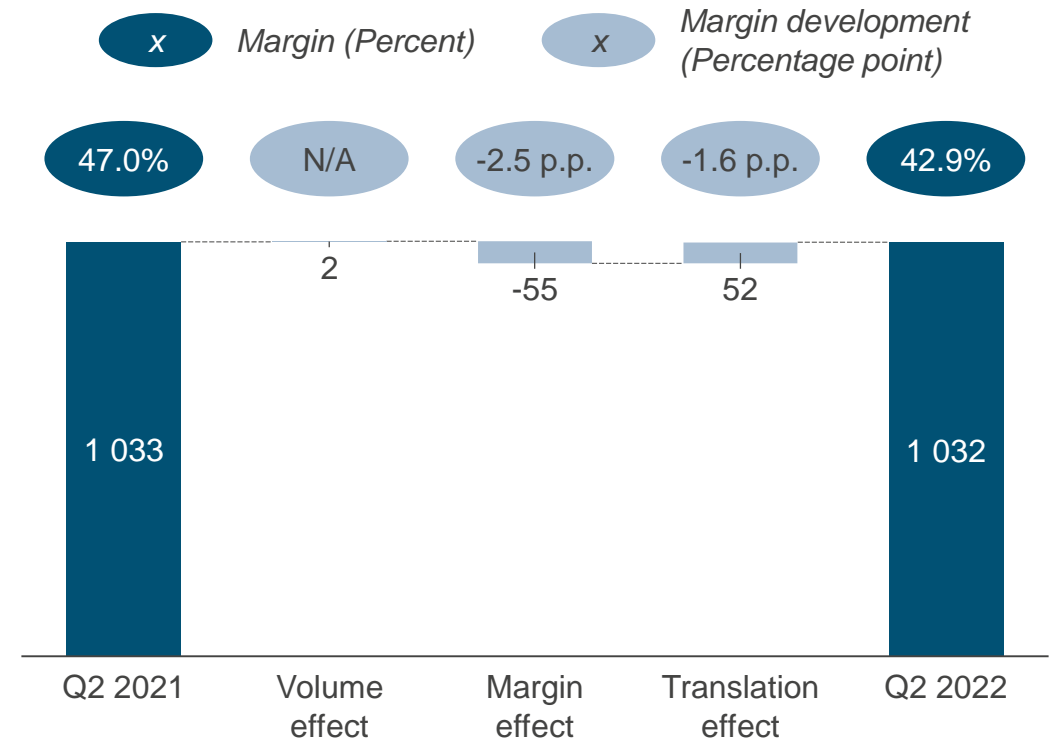 x Margin (Percent)
x Margin development
(Percentage point)
47.0% N/A -2.5 p.p. -1.6 p.p. 42.9%
2 -55 52
1 033 1 032
Q2 2021 Volume effect Margin effect Translation effect Q2 2022